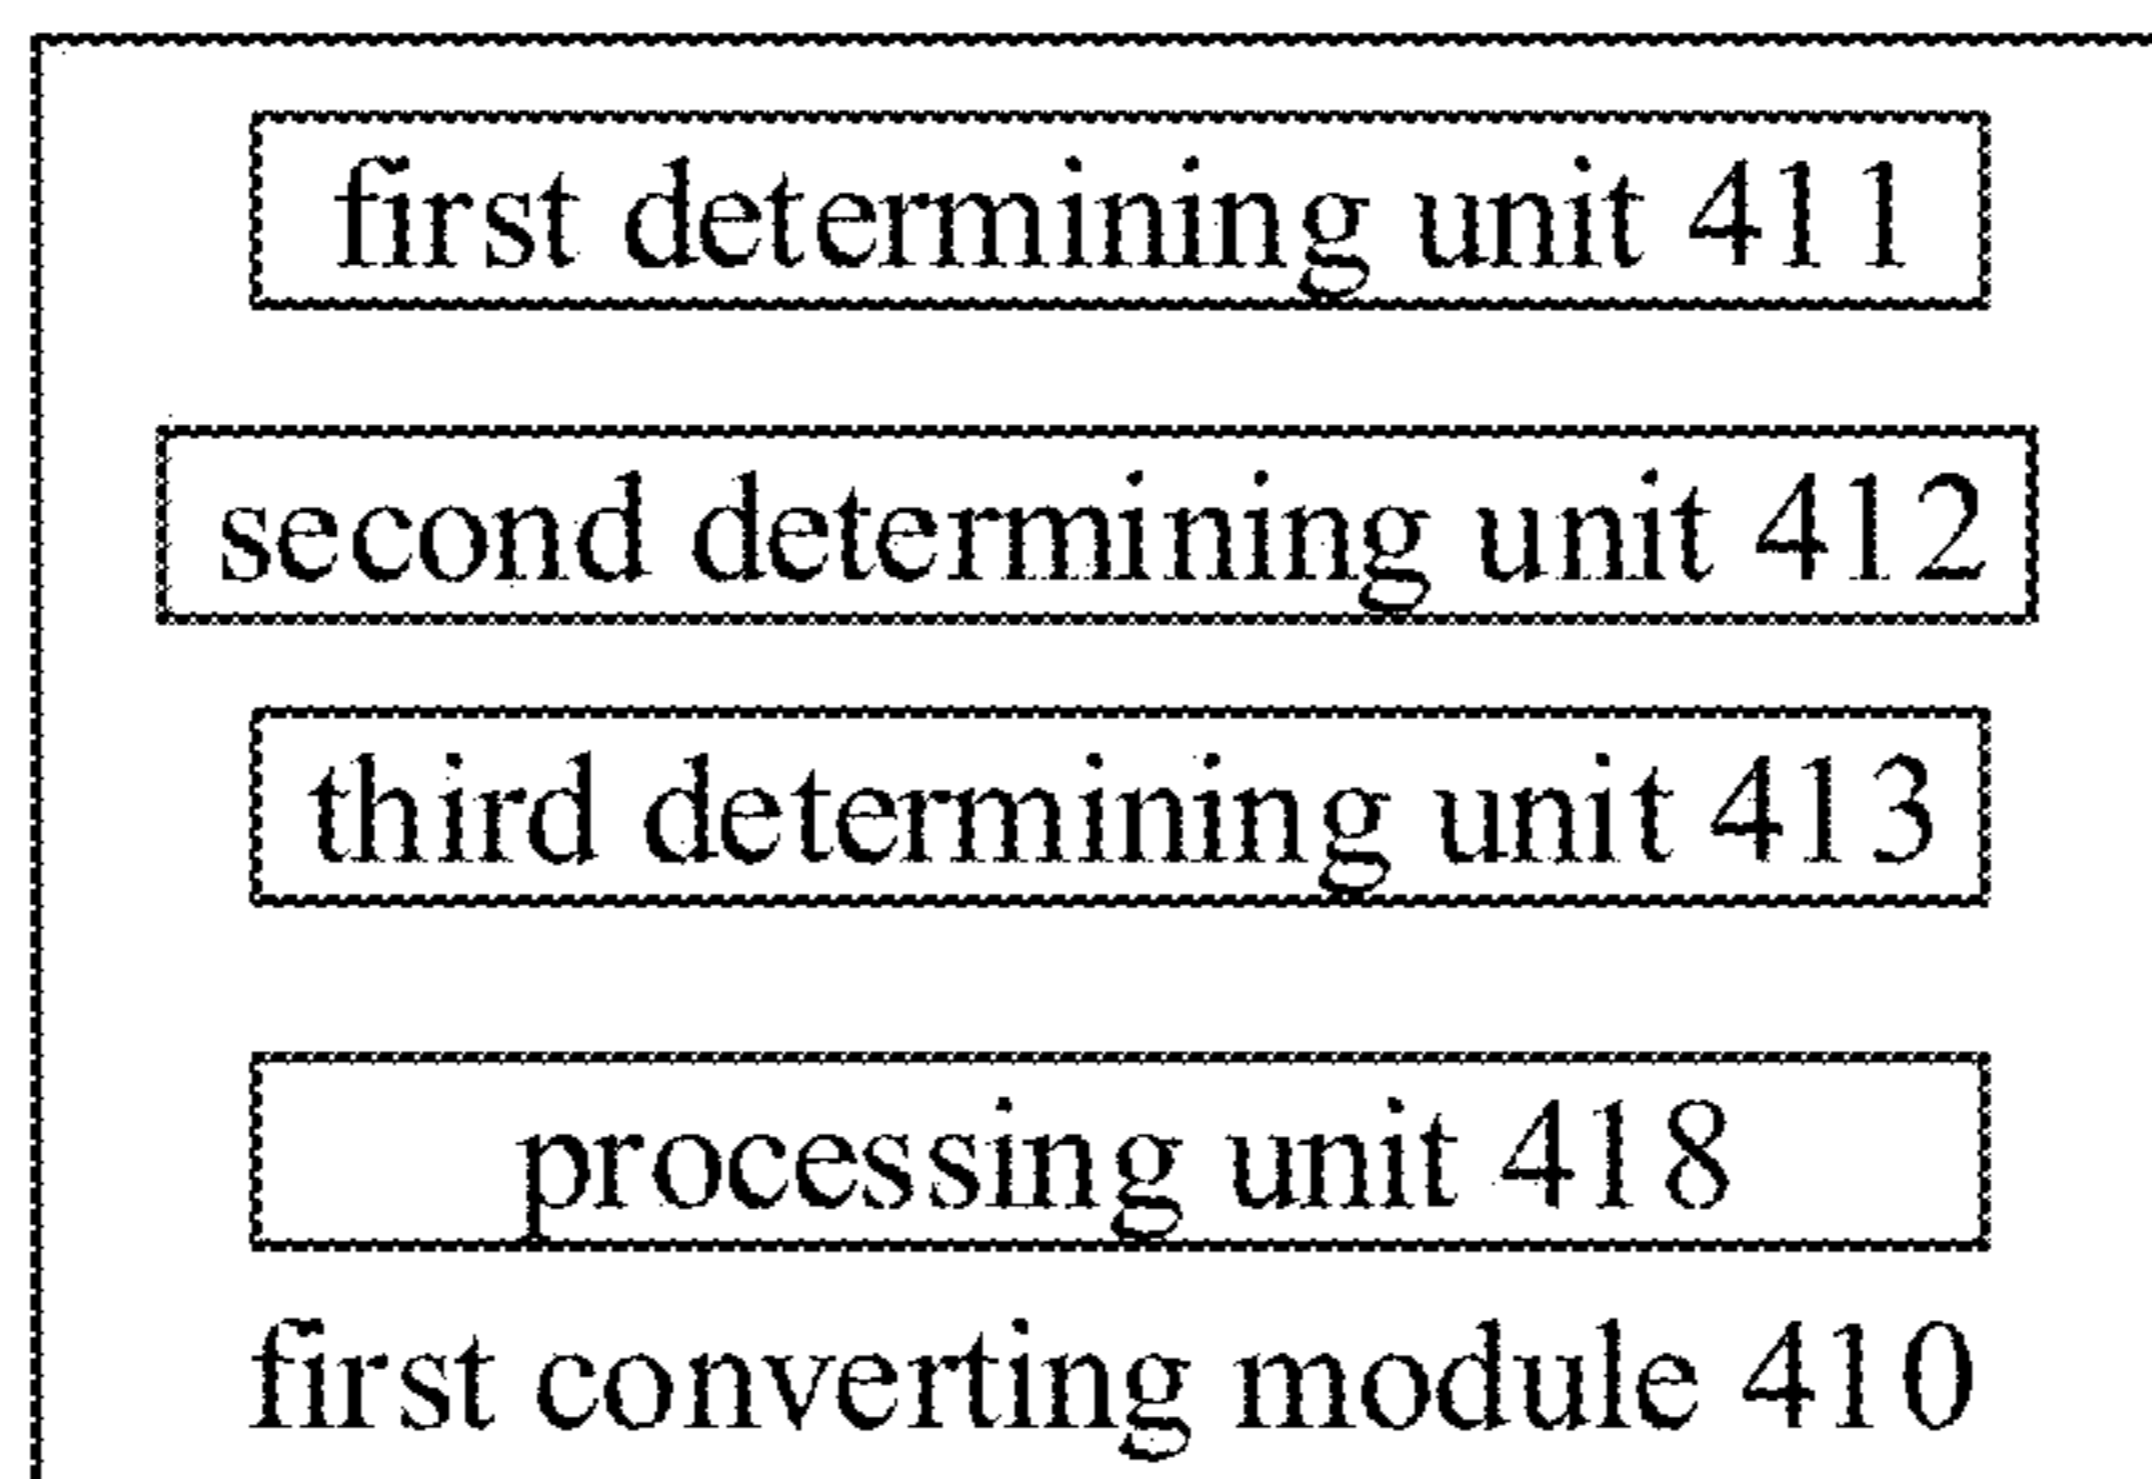 first determining unit 411
second determining unit 412
third determining unit 413
processing unit 418
first converting module 410